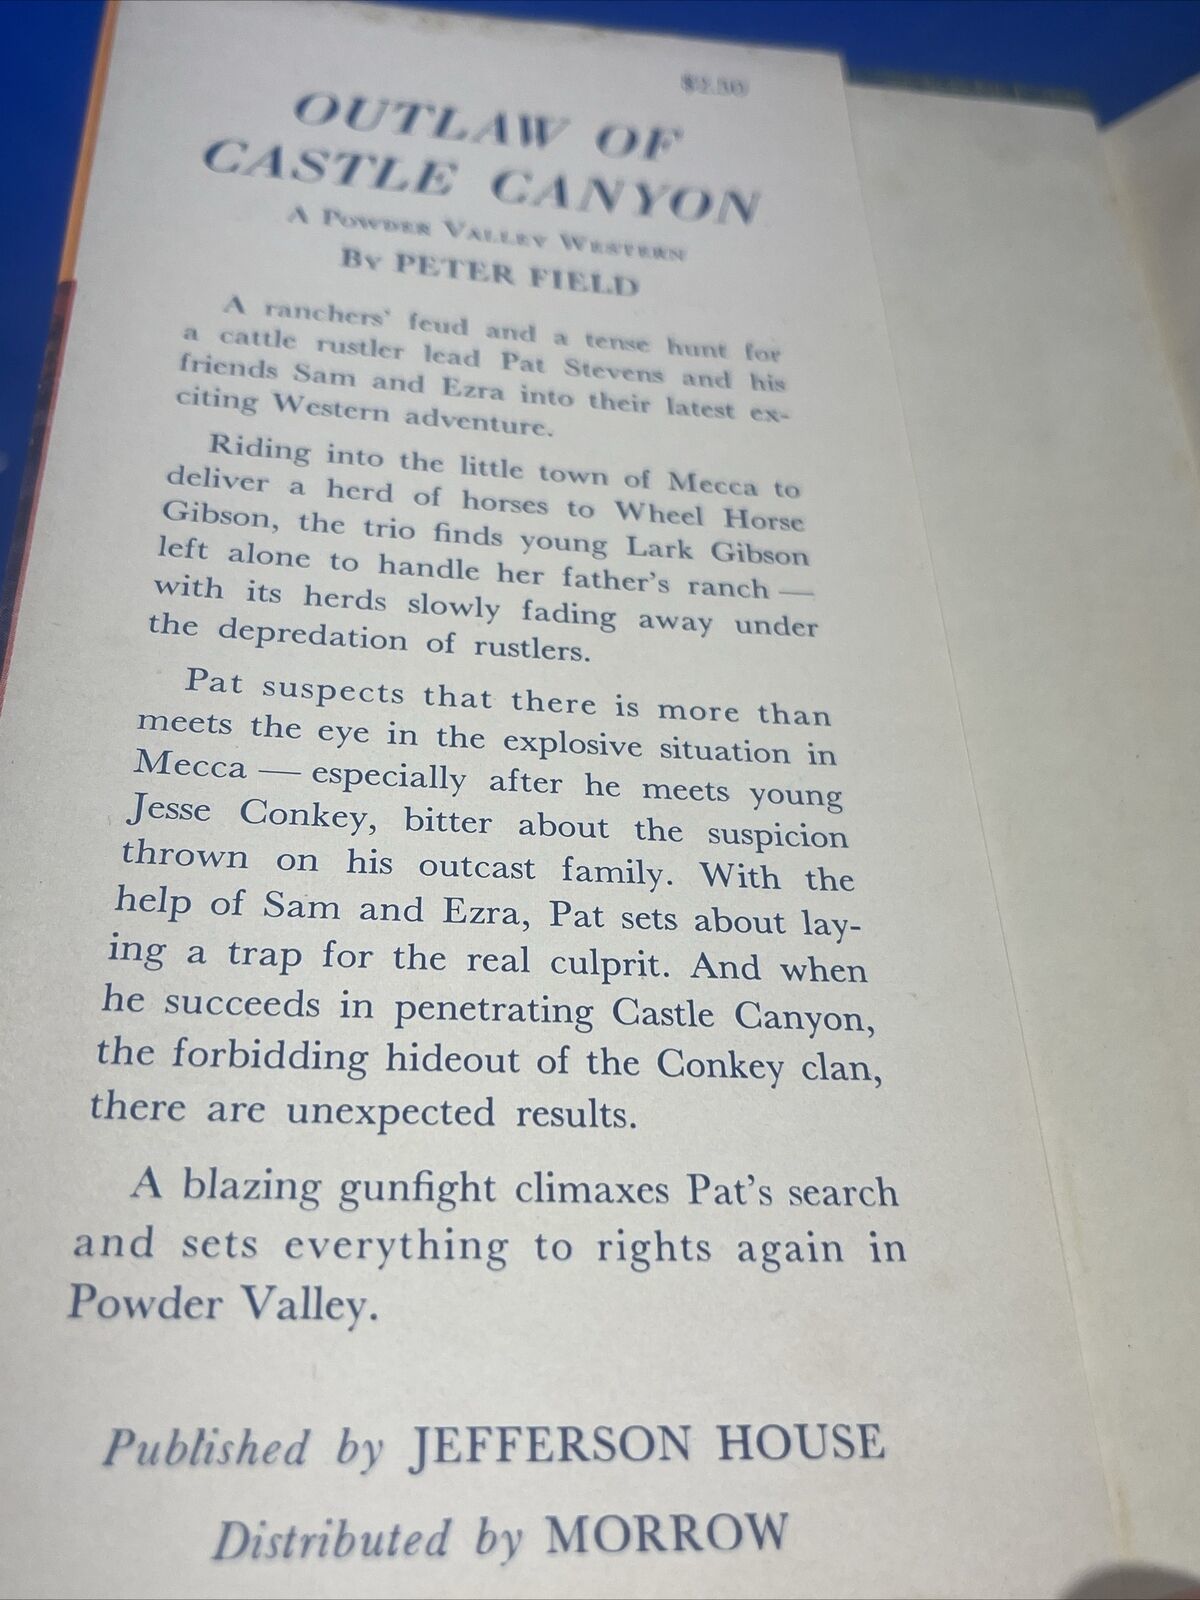 $2.50
OUTLAW OF
CASTLE CANYON
A Powder Valley Western
By PETER FIELD
A ranchers' feud and a tense hunt for
a cattle rustler lead Pat Stevens and his
friends Sam and Ezra into their latest ex-
citing Western adventure.
Riding into the little town of Mecca to
deliver a herd of horses to Wheel Horse
Gibson, the trio finds young Lark Gibson
left alone to handle her father's ranch —
with its herds slowly fading away under
the depredation of rustlers.
Pat suspects that there is more than
meets the eye in the explosive situation in
Mecca — especially after he meets young
Jesse Conkey, bitter about the suspicion
thrown on his outcast family. With the
help of Sam and Ezra, Pat sets about lay-
ing a trap for the real culprit. And when
he succeeds in penetrating Castle Canyon,
the forbidding hideout of the Conkey clan,
there are unexpected results.
A blazing gunfight climaxes Pat's search
and sets everything to rights again in
Powder Valley.
Published by JEFFERSON HOUSE
Distributed by MORROW